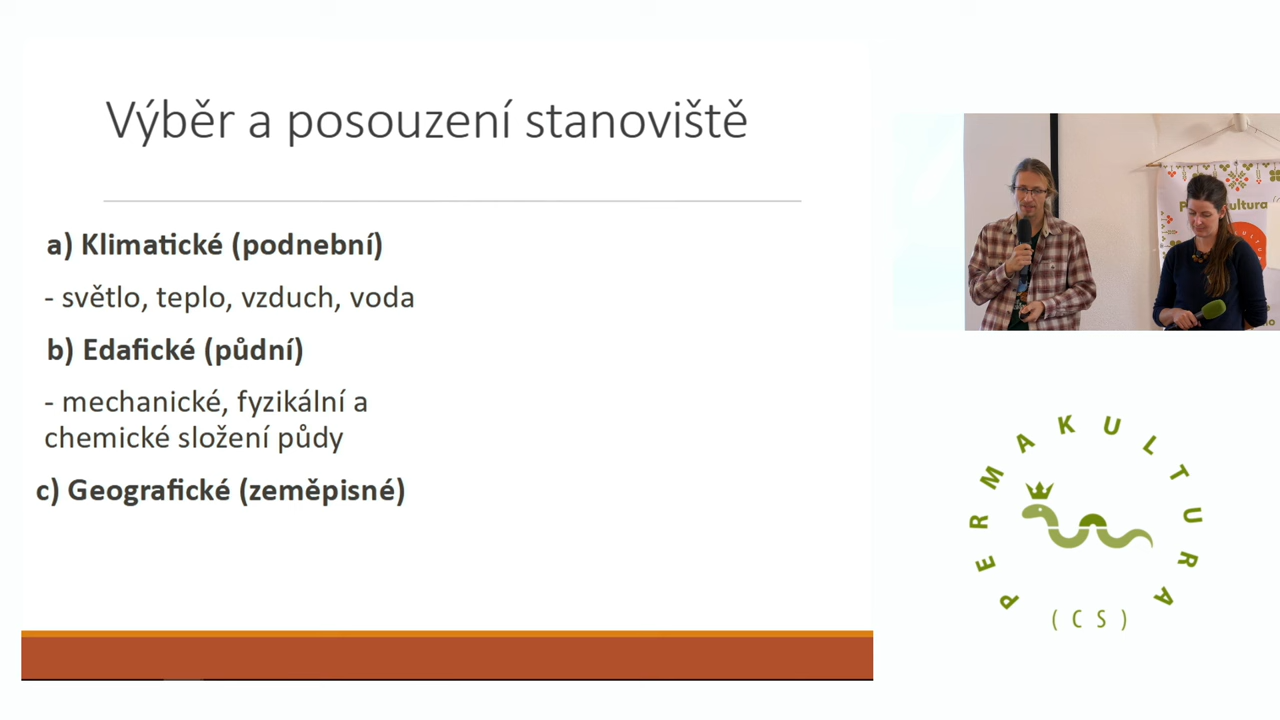 Výběr a posouzení stanoviště
a) Klimatické (podnební)
- světlo, teplo, vzduch, voda
b) Edafické (půdní)
- mechanické, fyzikální a
chemické složení půdy
c) Geografické (zeměpisné)
PERMAKULTURA
(CS)